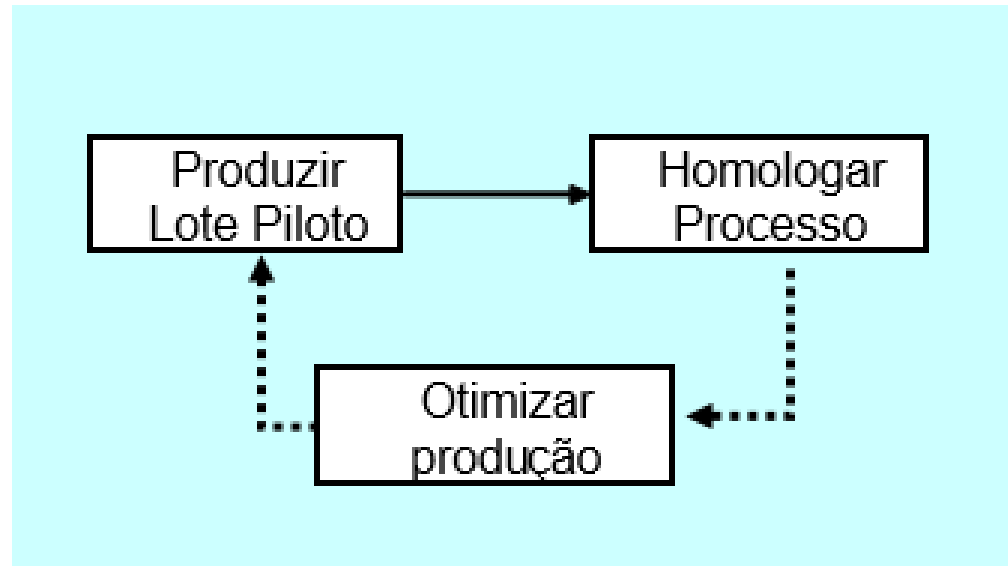 Produzir
Lote Piloto
Homologar
Processo
Otimizar
produção